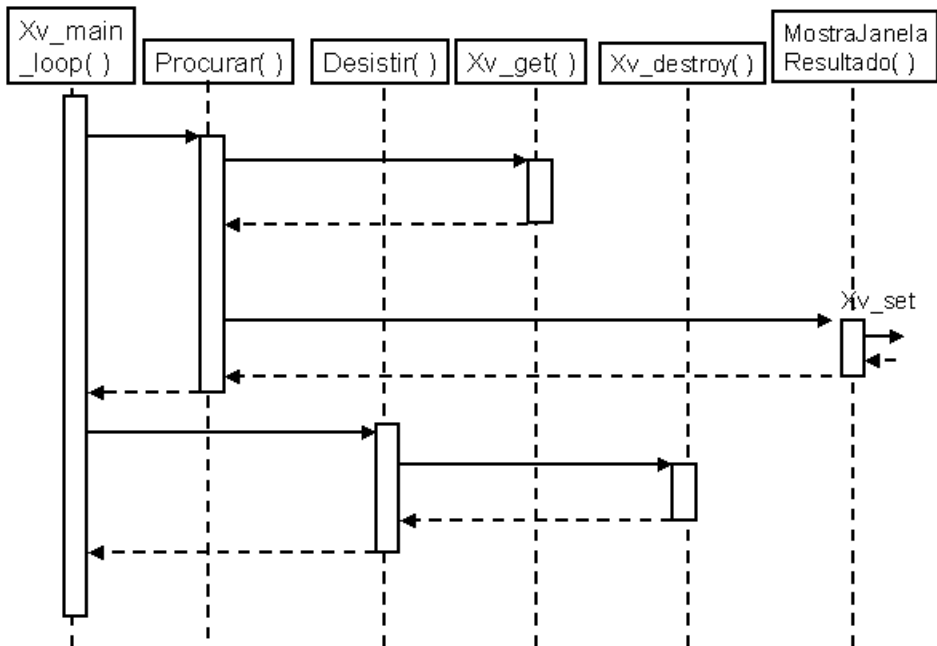 Xv_main
_loop( )
Procurar( )
Desistir( )
Xv_get( )
Xv_destroy( )
MostraJanela
Resultado( )
Xv_set